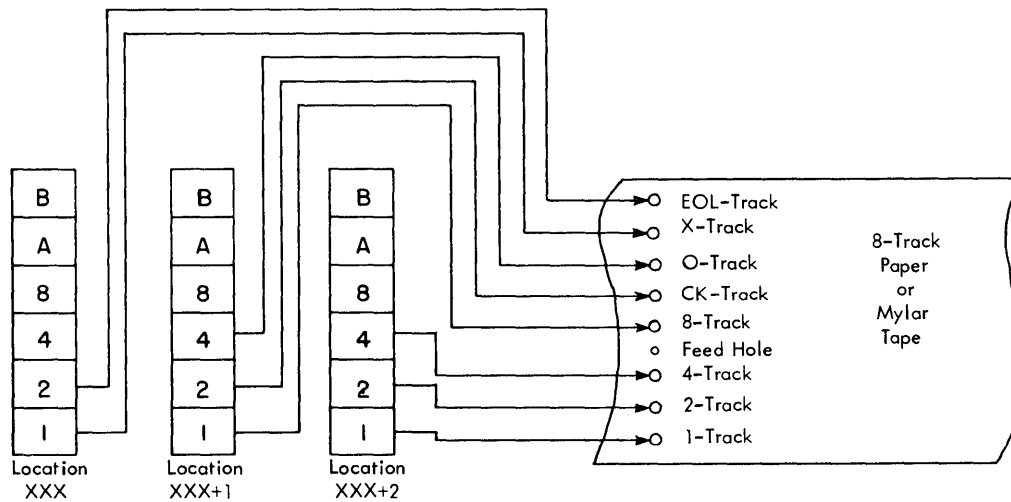 B
A
8
4
2
1
Location
XXX
B
A
8
4
2
1
Location
XXX+1
B
A
8
4
2
1
Location
XXX+2
EOL-Track
X-Track
O-Track
CK-Track
8-Track
Feed Hole
4-Track
2-Track
1-Track
8-Track
Paper
or
Mylar
Tape